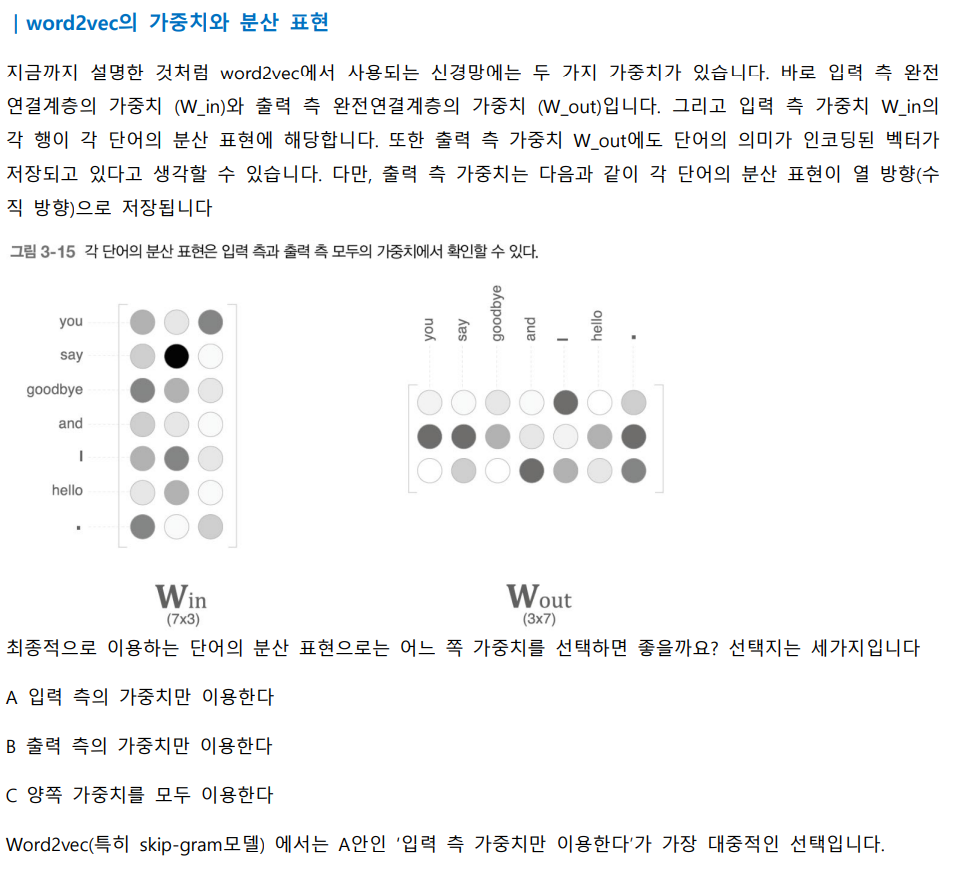 | word2vec의 가중치와 분산 표현
지금까지 설명한 것처럼 word2vec에서 사용되는 신경망에는 두 가지 가중치가 있습니다. 바로 입력 측 완전
연결계층의 가중치 (W_in)와 출력 측 완전연결계층의 가중치 (W_out)입니다. 그리고 입력 측 가중치 W_in의
각 행이 각 단어의 분산 표현에 해당합니다. 또한 출력 측 가중치 W_out에도 단어의 의미가 인코딩된 벡터가
저장되고 있다고 생각할 수 있습니다. 다만, 출력 측 가중치는 다음과 같이 각 단어의 분산 표현이 열 방향(수
직 방향)으로 저장됩니다
그림 3-15 각 단어의 분산 표현은 입력 측과 출력 측 모두의 가중치에서 확인할 수 있다.
you
say
goodbye
and
I
hello
.
Win
(7x3)
you
say
goodbye
and
I
hello
.
Wout
(3x7)
최종적으로 이용하는 단어의 분산 표현으로는 어느 쪽 가중치를 선택하면 좋을까요? 선택지는 세가지입니다
A 입력 측의 가중치만 이용한다
B 출력 측의 가중치만 이용한다
C 양쪽 가중치를 모두 이용한다
Word2vec(특히 skip-gram모델) 에서는 A안인 '입력 측 가중치만 이용한다'가 가장 대중적인 선택입니다.